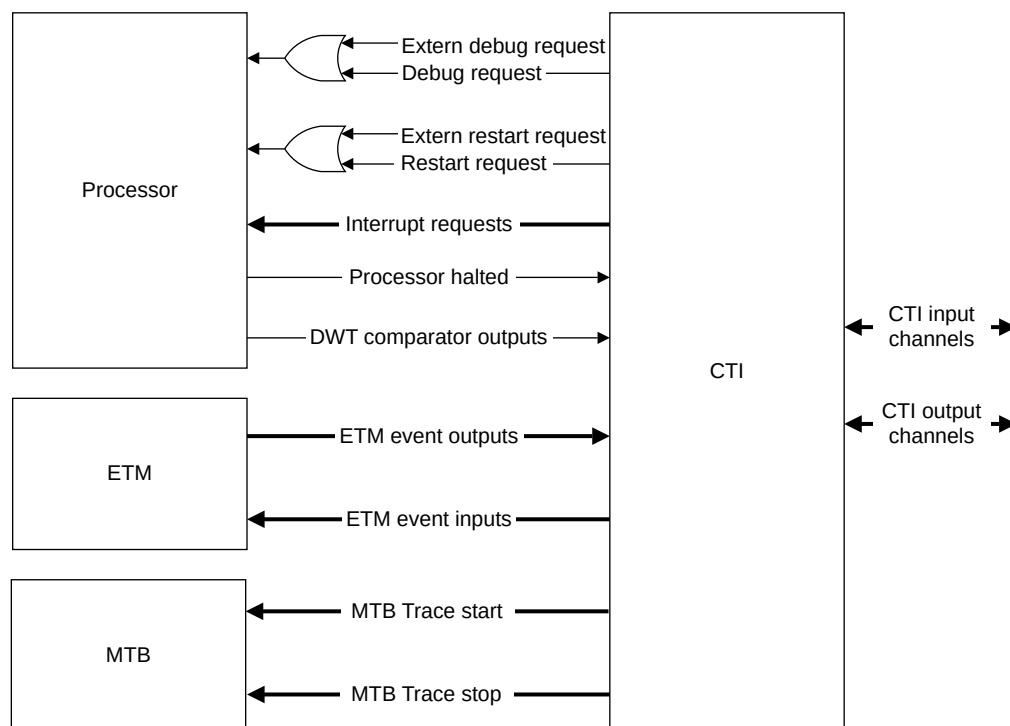 Extern debug request
Debug request
Extern restart request
Restart request
Processor
Interrupt requests
Processor halted
DWT comparator outputs
CTI input
channels
CTI
CTI output
channels
ETM event outputs
ETM
ETM event inputs
MTB Trace start
MTB
MTB Trace stop